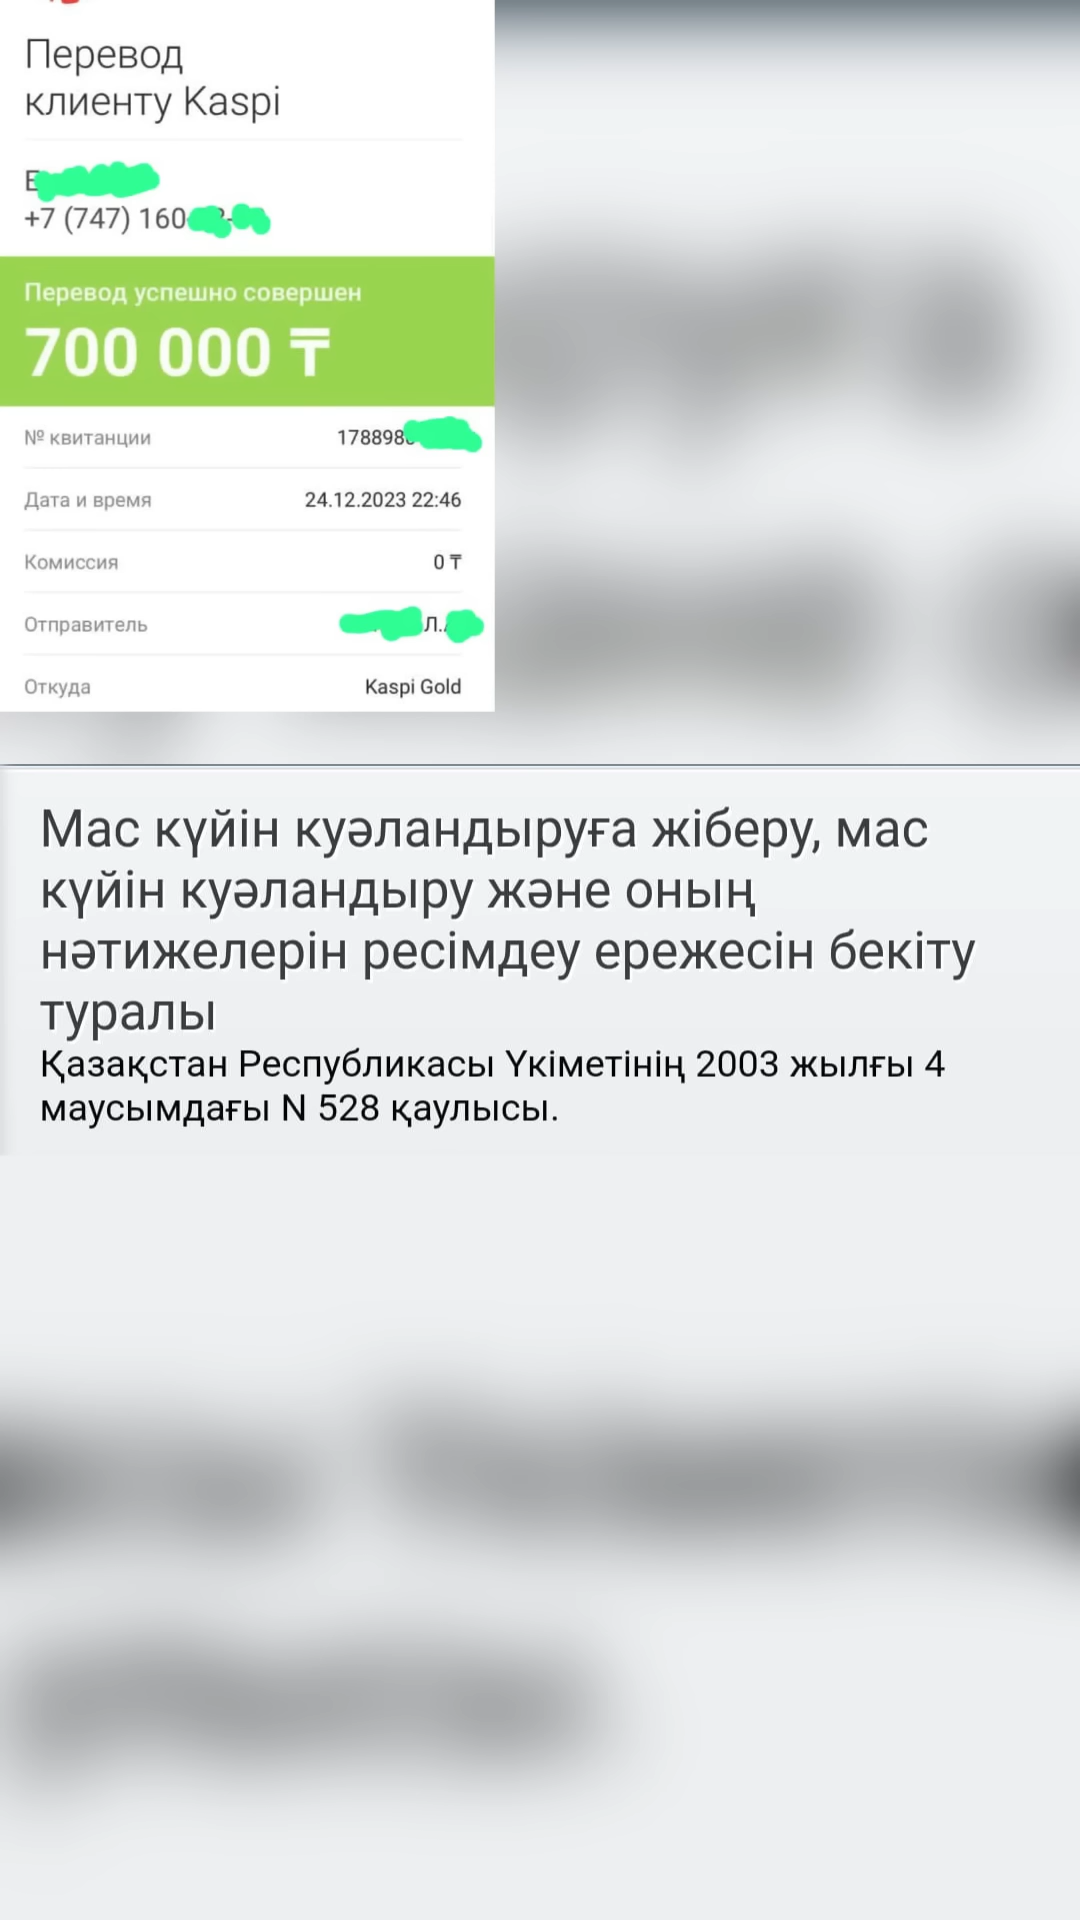 Перевод
клиенту Kaspi
+7 (747) 160
Перевод успешно совершен
700 000 ₸
№ квитанции 178898
Дата и время 24.12.2023 22:46
Комиссия 0 ₸
Отправитель Л.
Откуда Kaspi Gold
Мас күйін куәландыруға жіберу, мас
күйін куәландыру және оның
нәтижелерін ресімдеу ережесін бекіту
туралы
Қазақстан Республикасы Үкіметінің 2003 жылғы 4
маусымдағы N 528 қаулысы.